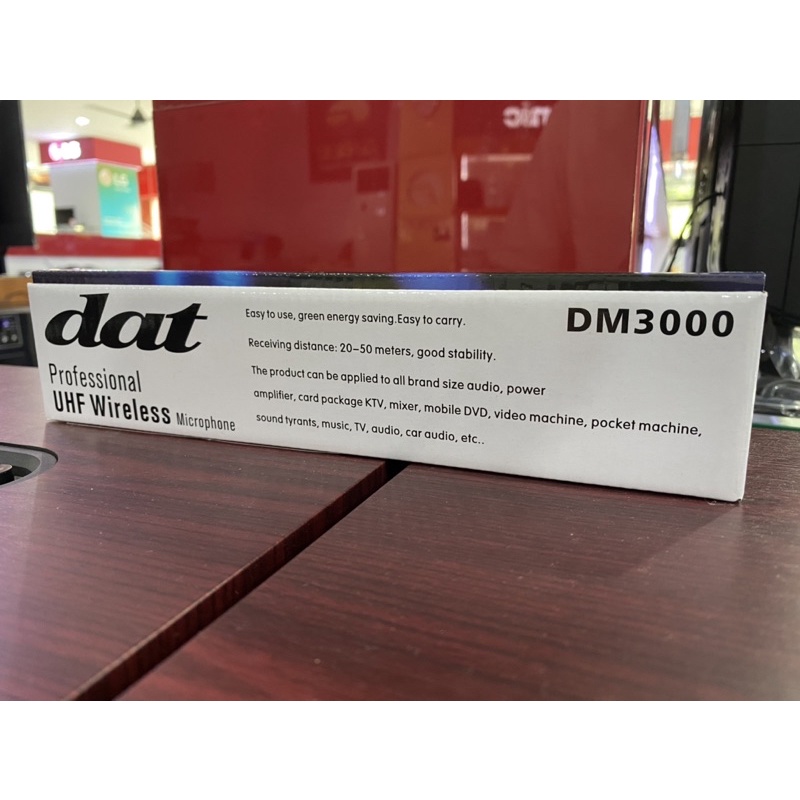 dat
Professional
UHF Wireless Microphone
Easy to use, green energy saving.Easy to carry.
Receiving distance: 20-50 meters, good stability.
The product can be applied to all brand size audio, power
amplifier, card package KTV, mixer, mobile DVD, video machine, pocket machine,
sound tyrants, music, TV, audio, car audio, etc..
DM3000